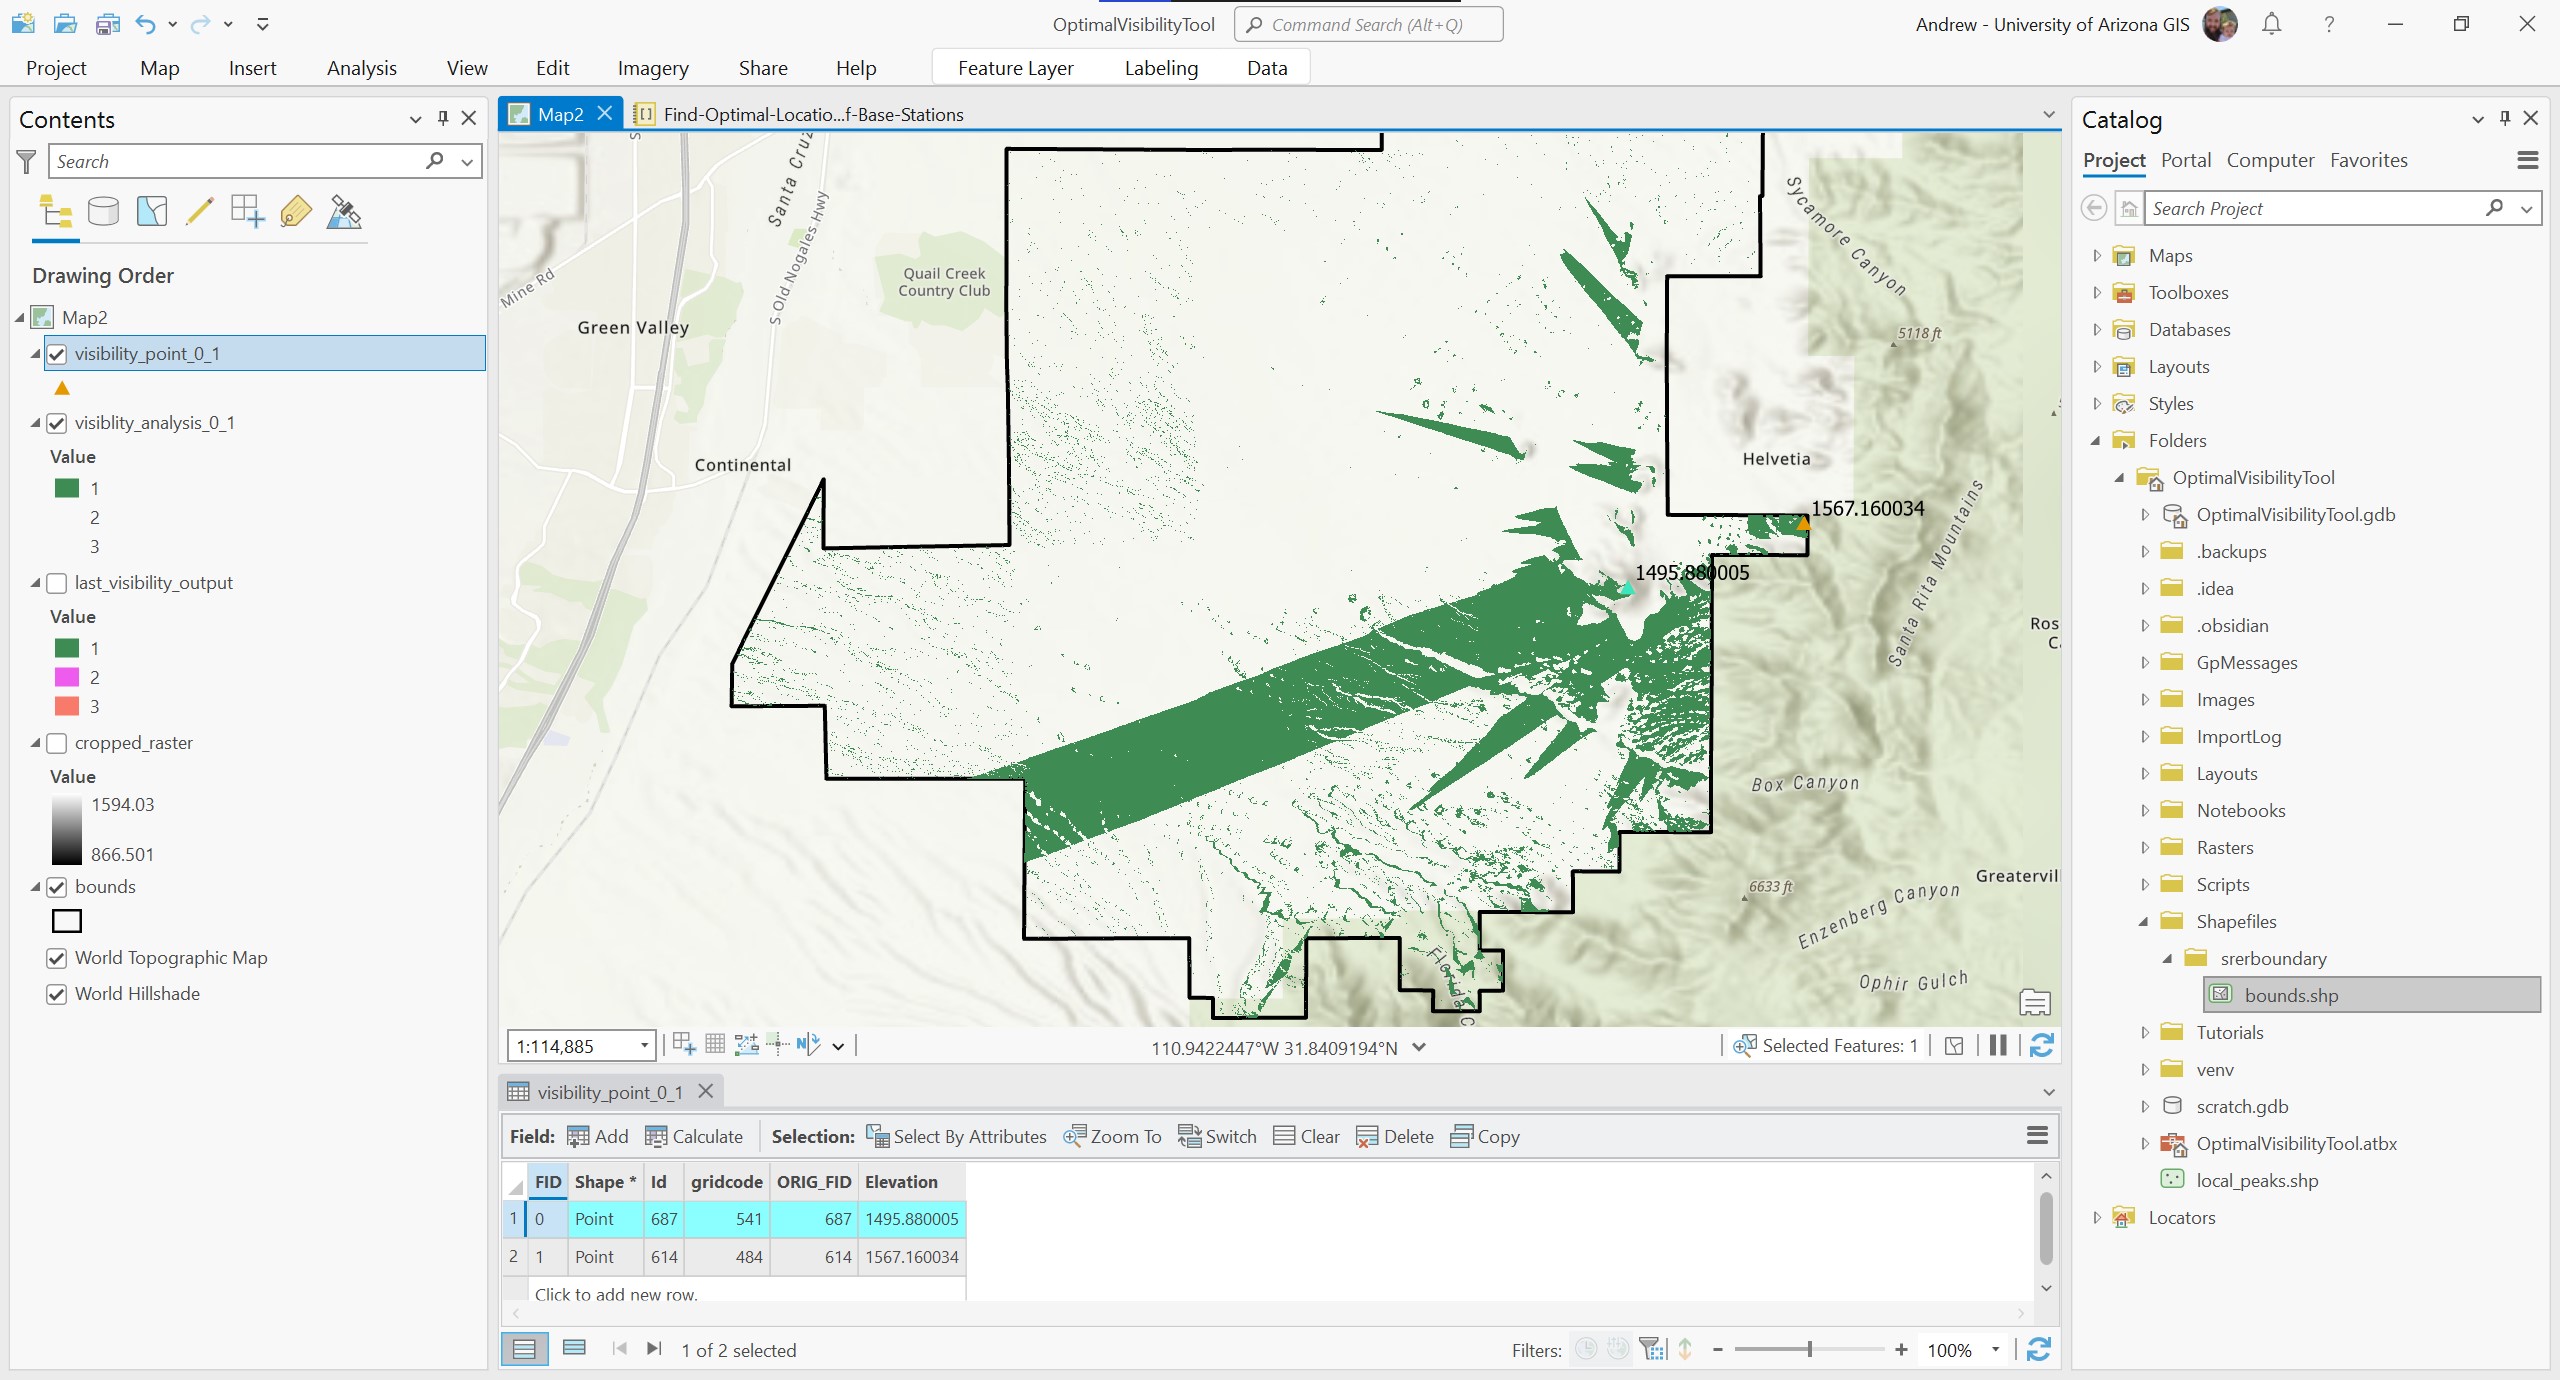 OptimalVisibilityTool
Command Search (Alt+Q)
Andrew - University of Arizona GIS
Project Map Insert Analysis View Edit Imagery Share Help Feature Layer Labeling Data
Contents
Search
Drawing Order
Map2
visibility_point_0_1
visiblity_analysis_0_1
Value
1
2
3
last_visibility_output
Value
1
2
3
cropped_raster
Value
1594.03
866.501
bounds
World Topographic Map
World Hillshade
Map2
Find-Optimal-Locatio...f-Base-Stations
S
Santa Cruz
S Old Nogales Hwy
Mine Rd
Quail Creek
Country Club
Green Valley
Continental
Sycamore Canyon
5118 ft
Helvetia
1567.160034
1495.880005
Santa Rita Mountains
Ros
Box Canyon
6633 ft
Greatervil
Enzenberg Canyon
Ophir Gulch
1:114,885
110.9422447°W 31.8409194°N
Selected Features: 1
visibility_point_0_1
Field: Add Calculate Selection: Select By Attributes Zoom To Switch Clear Delete Copy
FID Shape * Id gridcode ORIG_FID Elevation
1 0 Point 687 541 687 1495.880005
2 1 Point 614 484 614 1567.160034
Click to add new row.
1 of 2 selected
Filters:
100%
Catalog
Project Portal Computer Favorites
Search Project
Maps
Toolboxes
Databases
Layouts
Styles
Folders
OptimalVisibilityTool
OptimalVisibilityTool.gdb
.backups
.idea
.obsidian
GpMessages
Images
ImportLog
Layouts
Notebooks
Rasters
Scripts
Shapefiles
srerboundary
bounds.shp
Tutorials
venv
scratch.gdb
OptimalVisibilityTool.atbx
local_peaks.shp
Locators